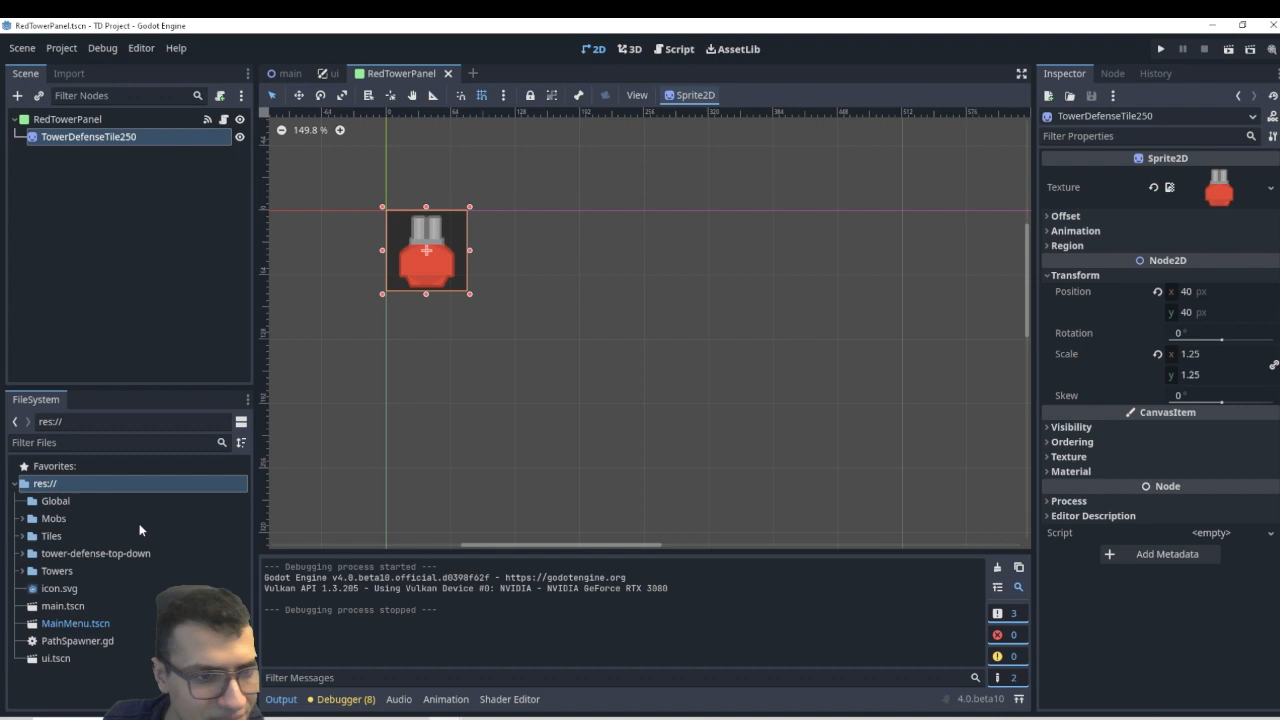 RedTowerPanel.tscn - TD Project - Godot Engine
Scene Project Debug Editor Help
2D 3D Script AssetLib
Scene Import
main ui RedTowerPanel
Inspector Node History
Filter Nodes
View Sprite2D
RedTowerPanel
TowerDefenseTile250
149.8 %
TowerDefenseTile250
Filter Properties
Sprite2D
Texture
Offset
Animation
Region
Node2D
Transform
Position x 40 px
y 40 px
Rotation 0 °
Scale x 1.25
y 1.25
Skew 0 °
CanvasItem
Visibility
Ordering
Texture
Material
Node
Process
Editor Description
Script <empty>
Add Metadata
FileSystem
res://
Filter Files
Favorites:
res://
Global
Mobs
Tiles
tower-defense-top-down
Towers
icon.svg
main.tscn
MainMenu.tscn
PathSpawner.gd
ui.tscn
--- Debugging process started ---
Godot Engine v4.0.beta10.official.d0398f62f - https://godotengine.org
Vulkan API 1.3.205 - Using Vulkan Device #0: NVIDIA - NVIDIA GeForce RTX 3080
--- Debugging process stopped ---
3
0
0
2
Filter Messages
Output Debugger (8) Audio Animation Shader Editor 4.0.beta10